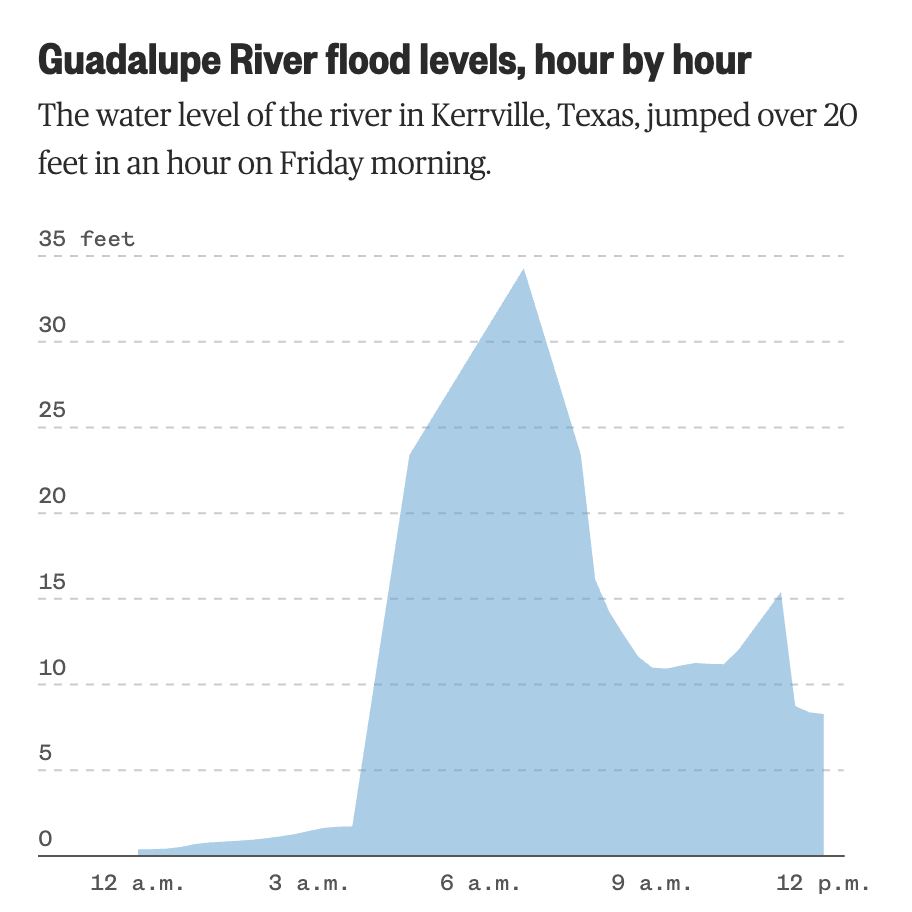 Guadalupe River flood levels, hour by hour
The water level of the river in Kerrville, Texas, jumped over 20
feet in an hour on Friday morning.
35 feet
30
25
20
15
10
5
0
12 a.m. 3 a.m. 6 a.m. 9 a.m. 12 p.m.